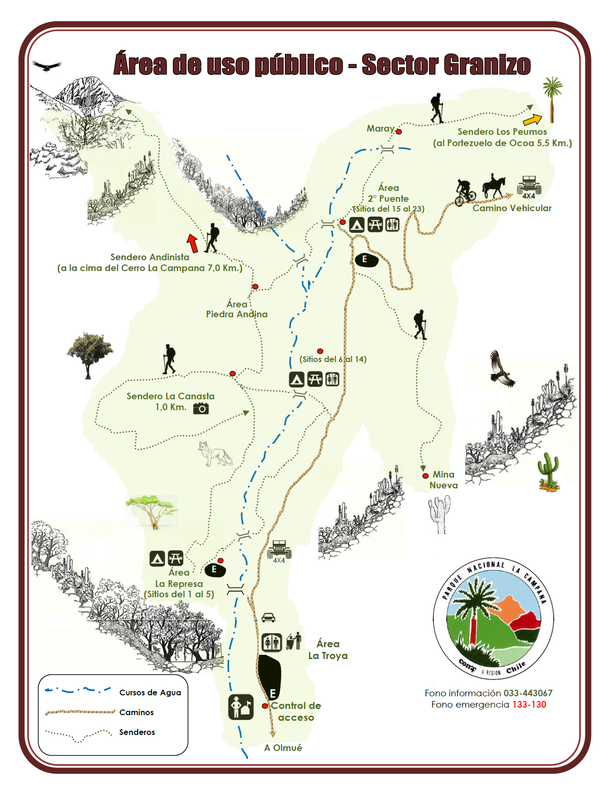 Área de uso público - Sector Granizo
Maray
Sendero Los Peumos
(al Portezuelo de Ocoa 5,5 Km.)
Área
2° Puente
(Sitios del 15 al 23)
4X4
Camino Vehicular
Sendero Andinista
(a la cima del Cerro La Campana 7,0 Km.)
E
Área
Piedra Andina
(Sitios del 6 al 14)
Sendero La Canasta
1,0 Km.
Mina
Nueva
4X4
E
Área
La Represa
(Sitios del 1 al 5)
Área
La Troya
E
Control de
acceso
A Olmué
Cursos de Agua
Caminos
Senderos
PARQUE NACIONAL LA CAMPANA
conaf V REGION Chile
Fono información 033-443067
Fono emergencia 133-130